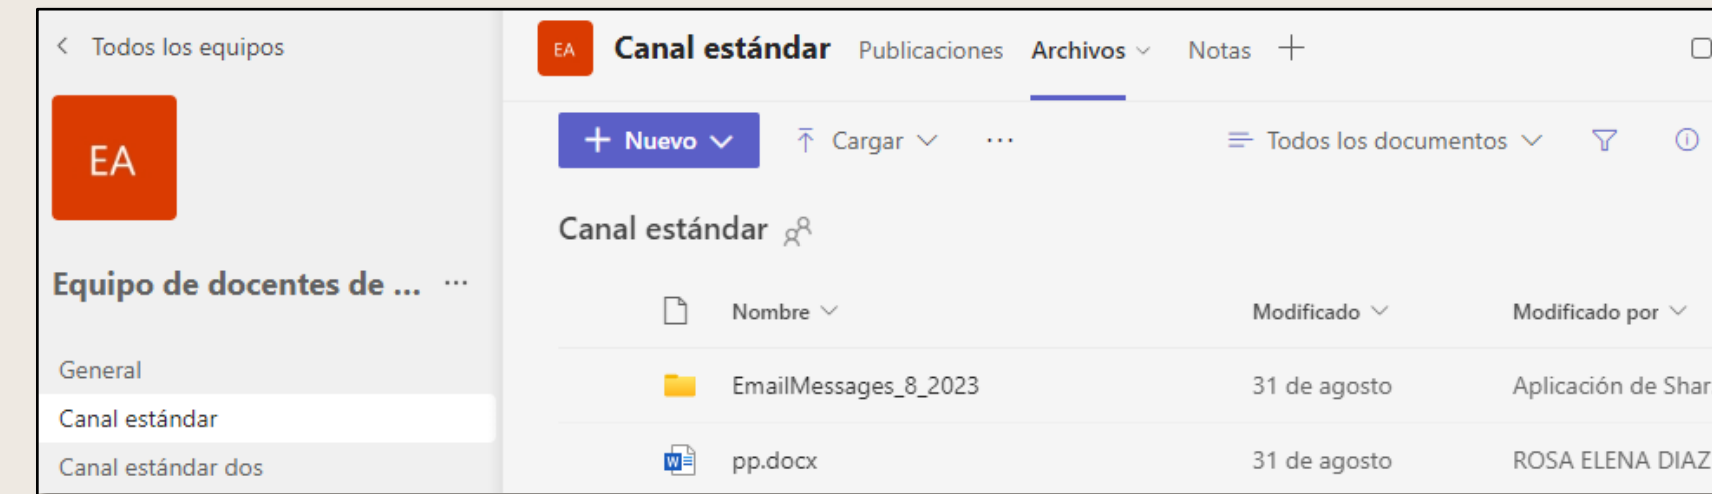 Todos los equipos
EA
Equipo de docentes de ... ...
General
Canal estándar
Canal estándar dos
EA Canal estándar Publicaciones Archivos Notas
Nuevo Cargar ... Todos los documentos
Canal estándar
Nombre Modificado Modificado por
EmailMessages_8_2023 31 de agosto Aplicación de Shar
pp.docx 31 de agosto ROSA ELENA DIAZ